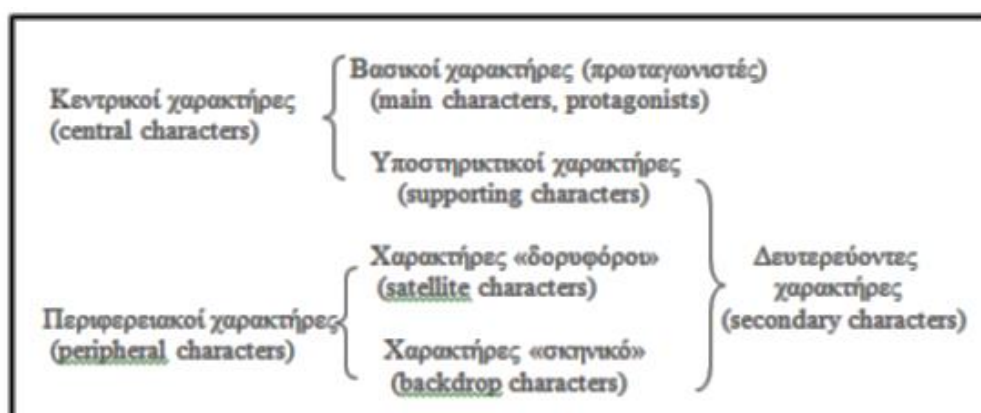 Κεντρικοί χαρακτήρες
(central characters)
Βασικοί χαρακτήρες (πρωταγωνιστές)
(main characters, protagonists)
Υποστηρικτικοί χαρακτήρες
(supporting characters)
Περιφερειακοί χαρακτήρες
(peripheral characters)
Χαρακτήρες «δορυφόροι»
(satellite characters)
Χαρακτήρες «σκηνικό»
(backdrop characters)
Δευτερεύοντες
χαρακτήρες
(secondary characters)